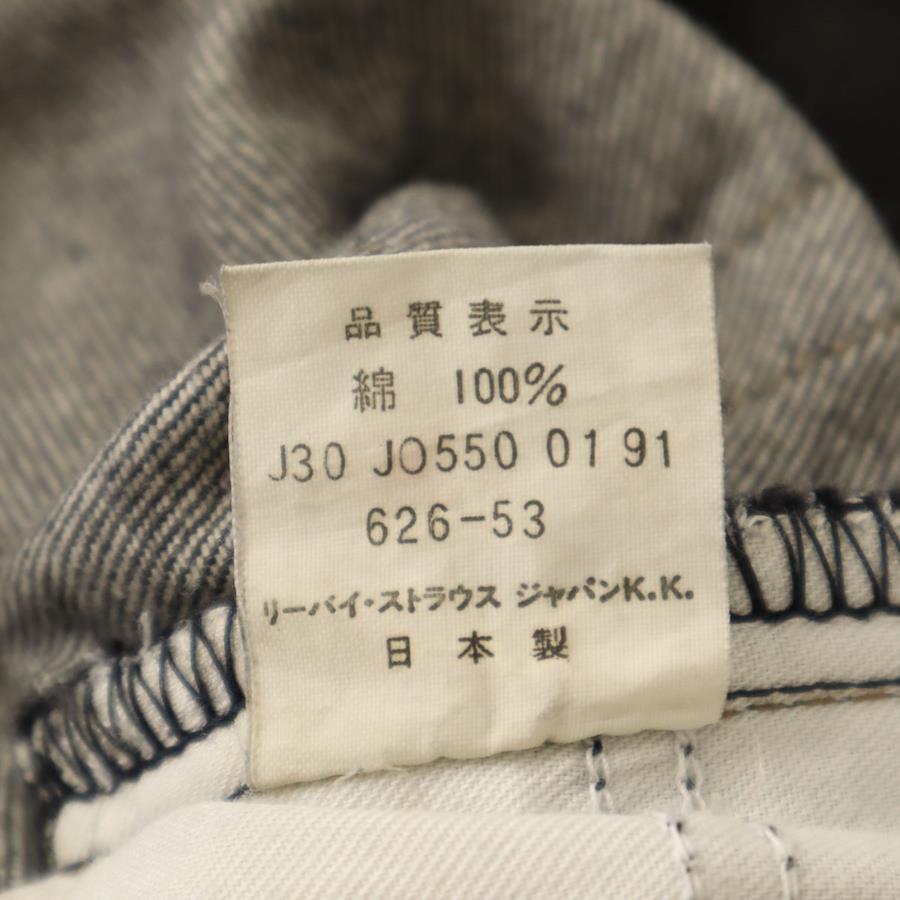 品質表示
綿 100%
J30 JO550 01 91
626-53
リーバイ・ストラウス ジャパンK.K.
日本製